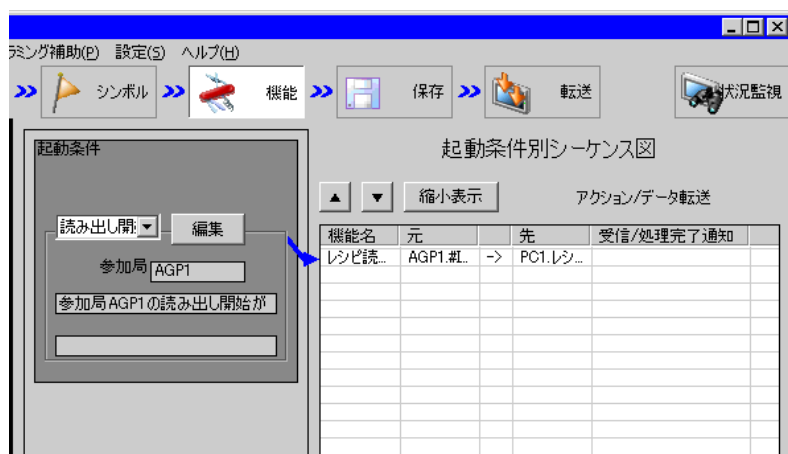 ラミング補助(P) 設定(S) ヘルプ(H)
シンボル 機能 保存 転送 状況監視
起動条件
起動条件別シーケンス図
▲ ▼ 縮小表示 アクション/データ転送
読み出し開 編集
参加局 AGP1
参加局AGP1の読み出し開始が
機能名 元 先 受信/処理完了通知
レシピ読... AGP1.#I... -> PC1.レシ...